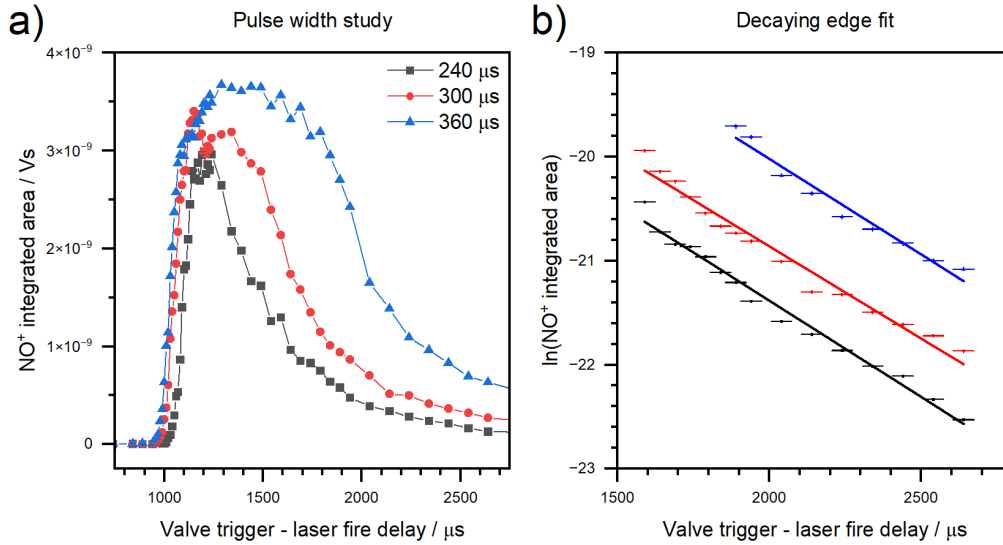 a)
Pulse width study
NO⁺ integrated area / Vs
4×10⁻⁹
3×10⁻⁹
2×10⁻⁹
1×10⁻⁹
0
240 μs
300 μs
360 μs
1000 1500 2000 2500
Valve trigger - laser fire delay / μs
b)
Decaying edge fit
ln(NO⁺ integrated area)
−19
−20
−21
−22
−23
1500 2000 2500
Valve trigger - laser fire delay / μs